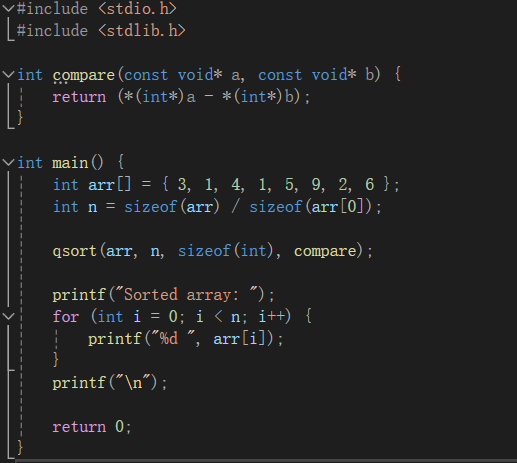 #include <stdio.h>
#include <stdlib.h>
int compare(const void* a, const void* b) {
return (*(int*)a - *(int*)b);
}
int main() {
int arr[] = { 3, 1, 4, 1, 5, 9, 2, 6 };
int n = sizeof(arr) / sizeof(arr[0]);
qsort(arr, n, sizeof(int), compare);
printf("Sorted array: ");
for (int i = 0; i < n; i++) {
printf("%d ", arr[i]);
}
printf("\n");
return 0;
}